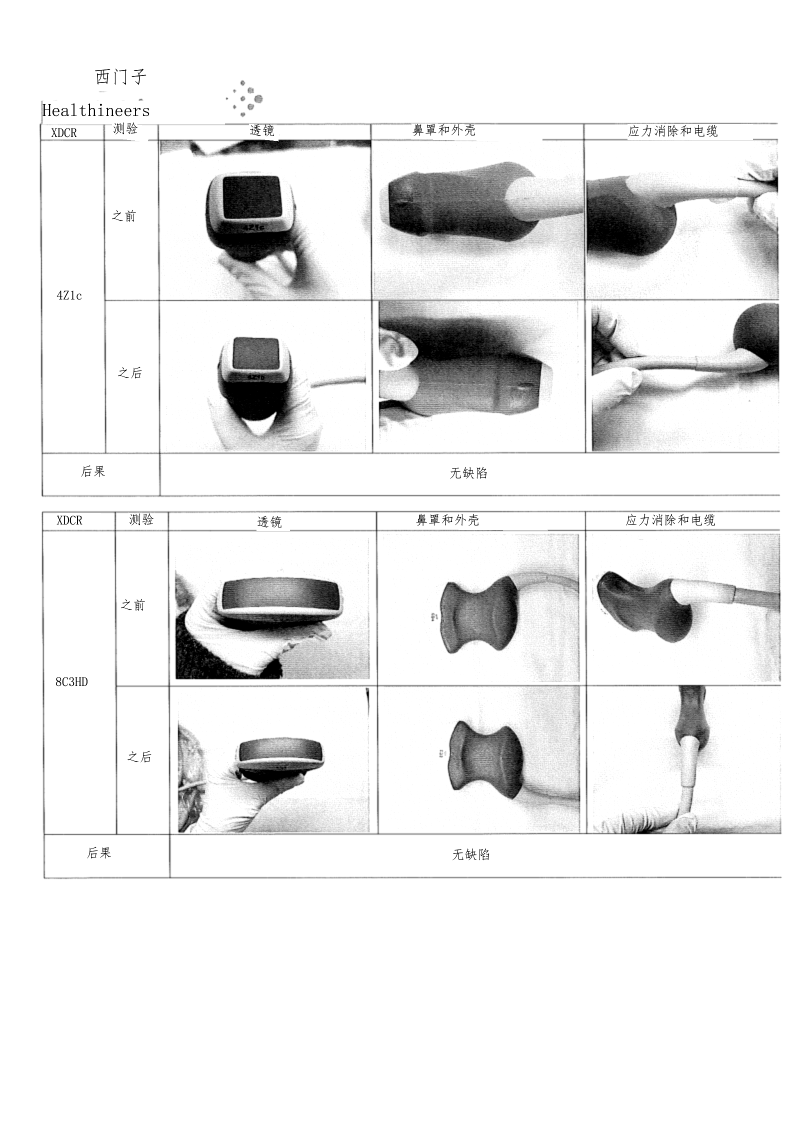 西门子
Healthineers
XDCR 测验 透镜 鼻罩和外壳 应力消除和电缆
之前
4Z1c
4Z1c
之后
后果 无缺陷
XDCR 测验 透镜 鼻罩和外壳 应力消除和电缆
之前
8C3HD
之后
后果 无缺陷